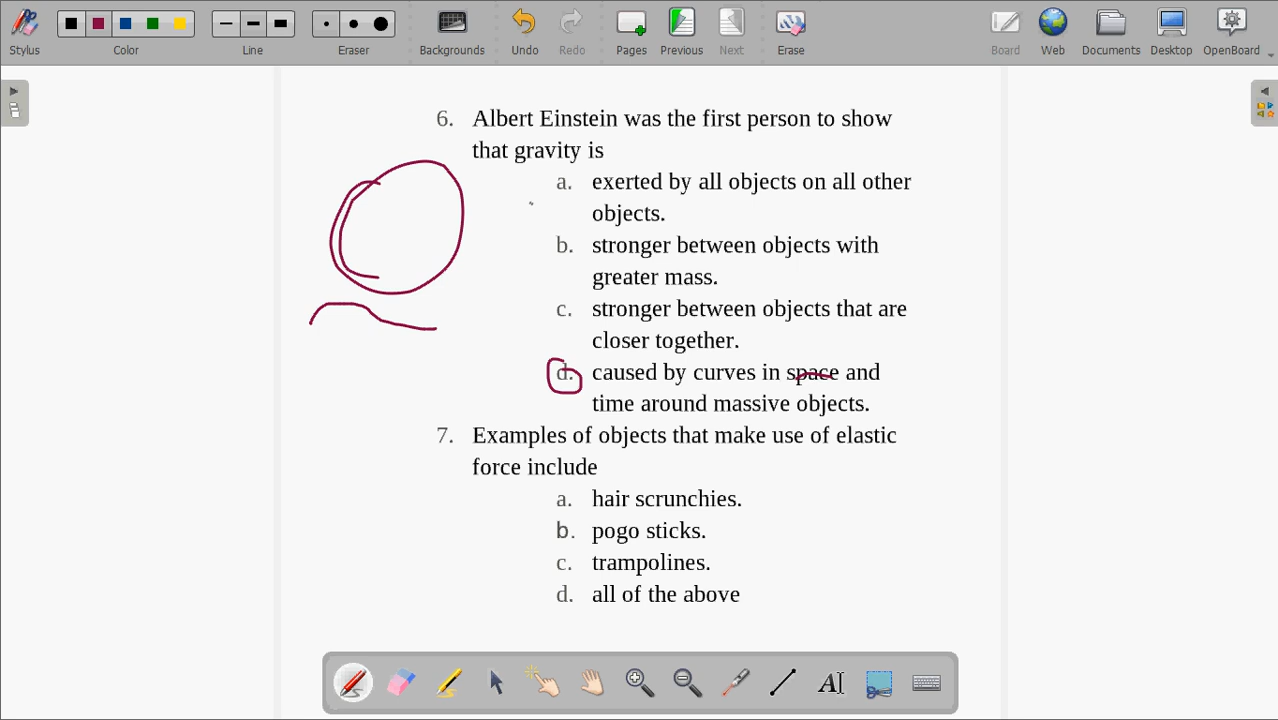 Stylus
Color
Line
Eraser
Backgrounds
Undo
Redo
Pages
Previous
Next
Erase
Board
Web
Documents
Desktop
OpenBoard
6. Albert Einstein was the first person to show
that gravity is
a. exerted by all objects on all other
objects.
b. stronger between objects with
greater mass.
c. stronger between objects that are
closer together.
d. caused by curves in space and
time around massive objects.
7. Examples of objects that make use of elastic
force include
a. hair scrunchies.
b. pogo sticks.
c. trampolines.
d. all of the above